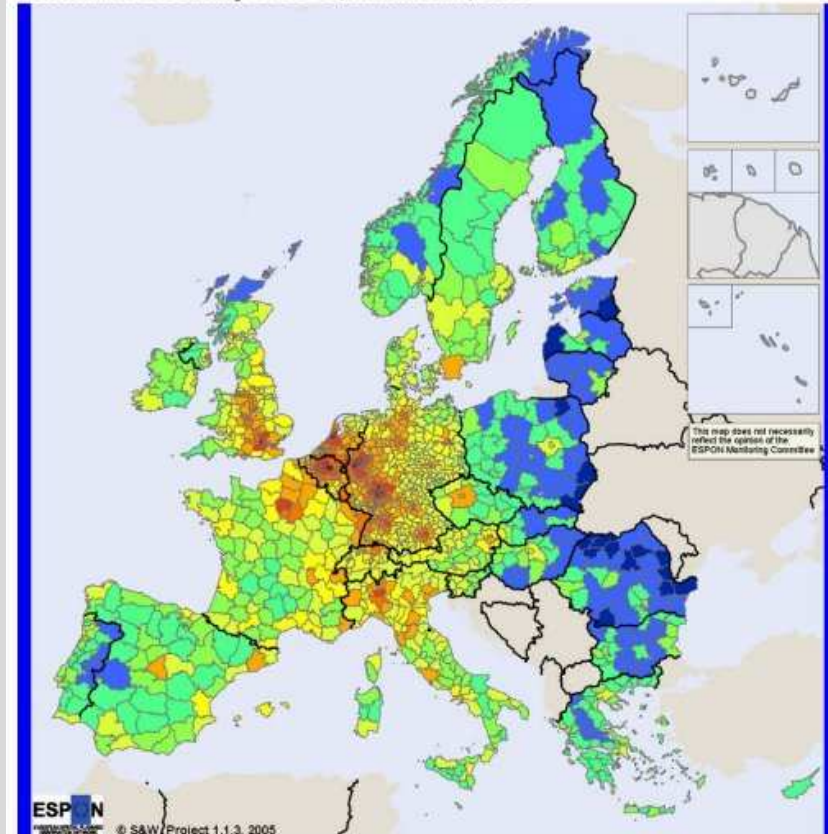 This map does not necessarily
reflect the opinion of the
ESPON Monitoring Committee
ESPON
© S&W Project 1.1.3, 2005